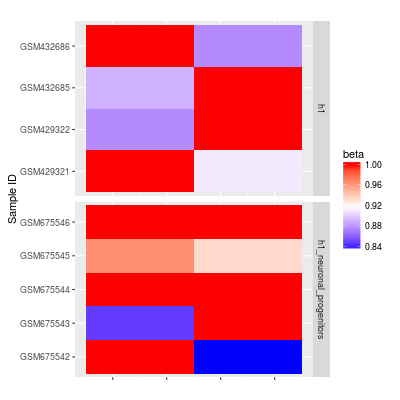 GSM432686
GSM432685
GSM429322
GSM429321
h1
GSM675546
GSM675545
GSM675544
GSM675543
GSM675542
h1_neuronal_progenitors
Sample ID
beta
1.00
0.96
0.92
0.88
0.84